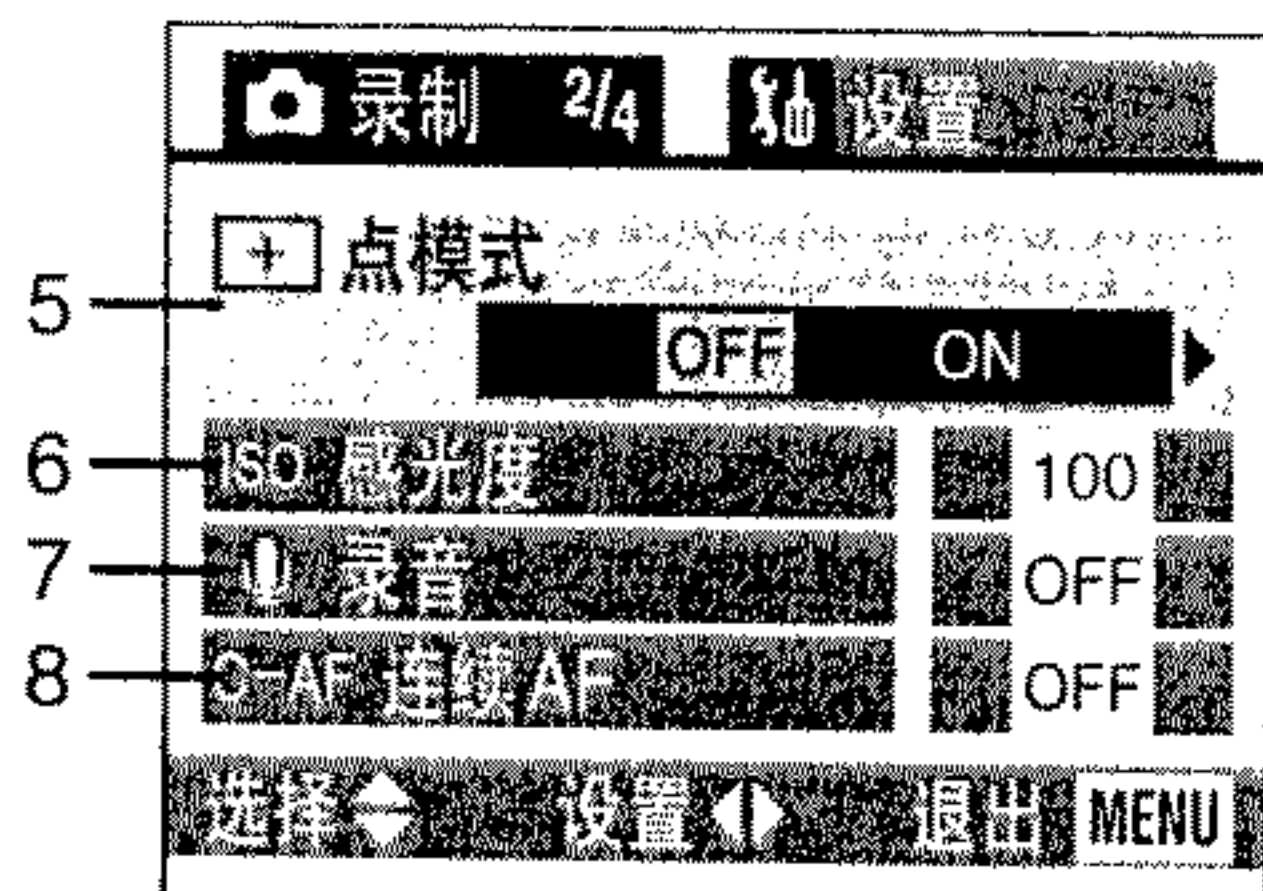 录制 2/4 设置
点模式
5
OFF ON
6 ISO 感光度 100
7 录音 OFF
8 C-AF 连续AF OFF
选择 设置 退出 MENU